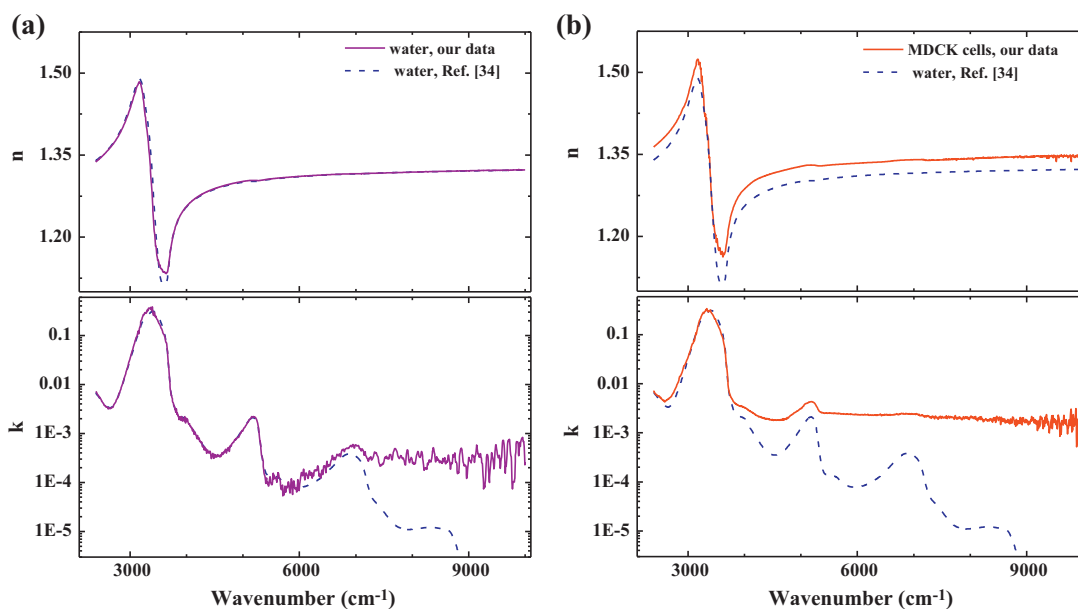 (a)
water, our data
water, Ref. [34]
1.50
1.35
1.20
n
0.1
0.01
1E-3
1E-4
1E-5
k
3000
6000
9000
Wavenumber (cm⁻¹)
(b)
MDCK cells, our data
water, Ref. [34]
1.50
1.35
1.20
n
0.1
0.01
1E-3
1E-4
1E-5
k
3000
6000
9000
Wavenumber (cm⁻¹)